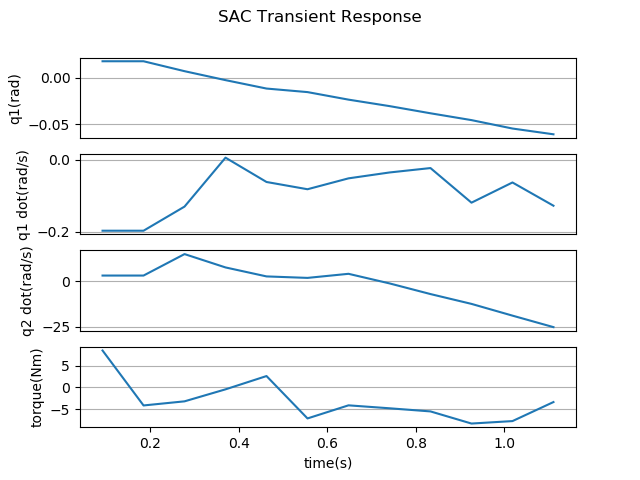 SAC Transient Response
q1(rad)
0.00
−0.05
q1 dot(rad/s)
0.0
−0.2
q2 dot(rad/s)
0
−25
torque(Nm)
5
0
−5
0.2 0.4 0.6 0.8 1.0
time(s)